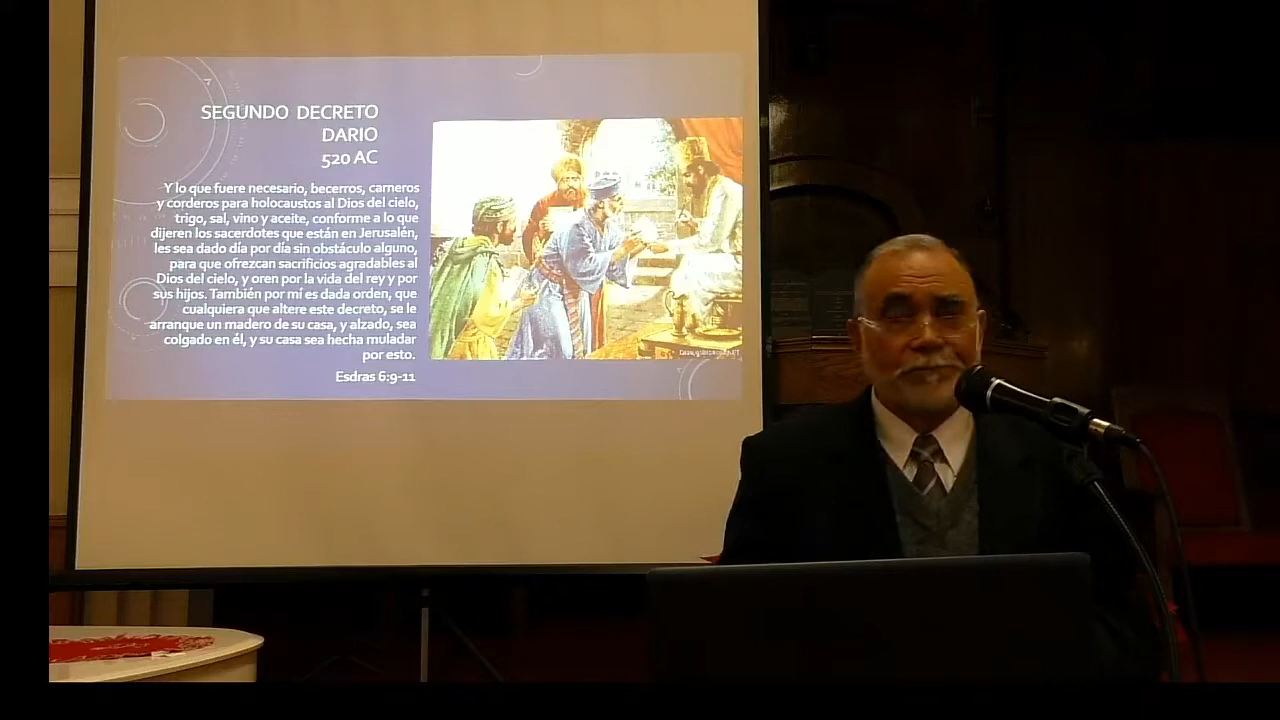 SEGUNDO DECRETO
DARIO
520 AC
Y lo que fuere necesario, becerros, carneros
y corderos para holocaustos al Dios del cielo,
trigo, sal, vino y aceite, conforme a lo que
dijeren los sacerdotes que están en Jerusalén,
les sea dado día por día sin obstáculo alguno,
para que ofrezcan sacrificios agradables al
Dios del cielo, y oren por la vida del rey y por
sus hijos. También por mí es dada orden, que
cualquiera que altere este decreto, se le
arranque un madero de su casa, y alzado, sea
colgado en él, y su casa sea hecha muladar
por esto.
Esdras 6:9-11